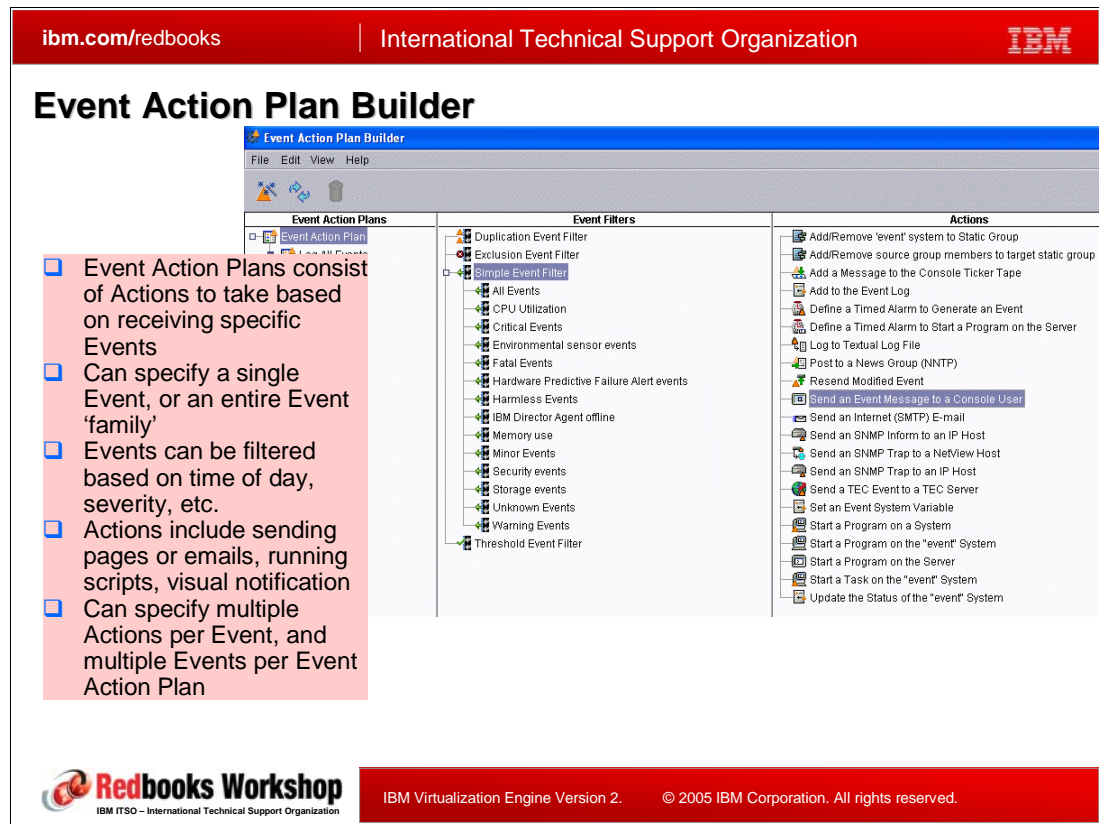 ibm.com/redbooks
International Technical Support Organization
IBM
Event Action Plan Builder
Event Action Plan Builder
File Edit View Help
Event Action Plans
Event Action Plan
Log All Events
Event Filters
Duplication Event Filter
Exclusion Event Filter
Simple Event Filter
All Events
CPU Utilization
Critical Events
Environmental sensor events
Fatal Events
Hardware Predictive Failure Alert events
Harmless Events
IBM Director Agent offline
Memory use
Minor Events
Security events
Storage events
Unknown Events
Warning Events
Threshold Event Filter
Actions
Add/Remove 'event' system to Static Group
Add/Remove source group members to target static group
Add a Message to the Console Ticker Tape
Add to the Event Log
Define a Timed Alarm to Generate an Event
Define a Timed Alarm to Start a Program on the Server
Log to Textual Log File
Post to a News Group (NNTP)
Resend Modified Event
Send an Event Message to a Console User
Send an Internet (SMTP) E-mail
Send an SNMP Inform to an IP Host
Send an SNMP Trap to a NetView Host
Send an SNMP Trap to an IP Host
Send a TEC Event to a TEC Server
Set an Event System Variable
Start a Program on a System
Start a Program on the "event" System
Start a Program on the Server
Start a Task on the "event" System
Update the Status of the "event" System
Event Action Plans consist
of Actions to take based
on receiving specific
Events
Can specify a single
Event, or an entire Event
‘family’
Events can be filtered
based on time of day,
severity, etc.
Actions include sending
pages or emails, running
scripts, visual notification
Can specify multiple
Actions per Event, and
multiple Events per Event
Action Plan
Redbooks Workshop
IBM ITSO – International Technical Support Organization
IBM Virtualization Engine Version 2.
© 2005 IBM Corporation. All rights reserved.